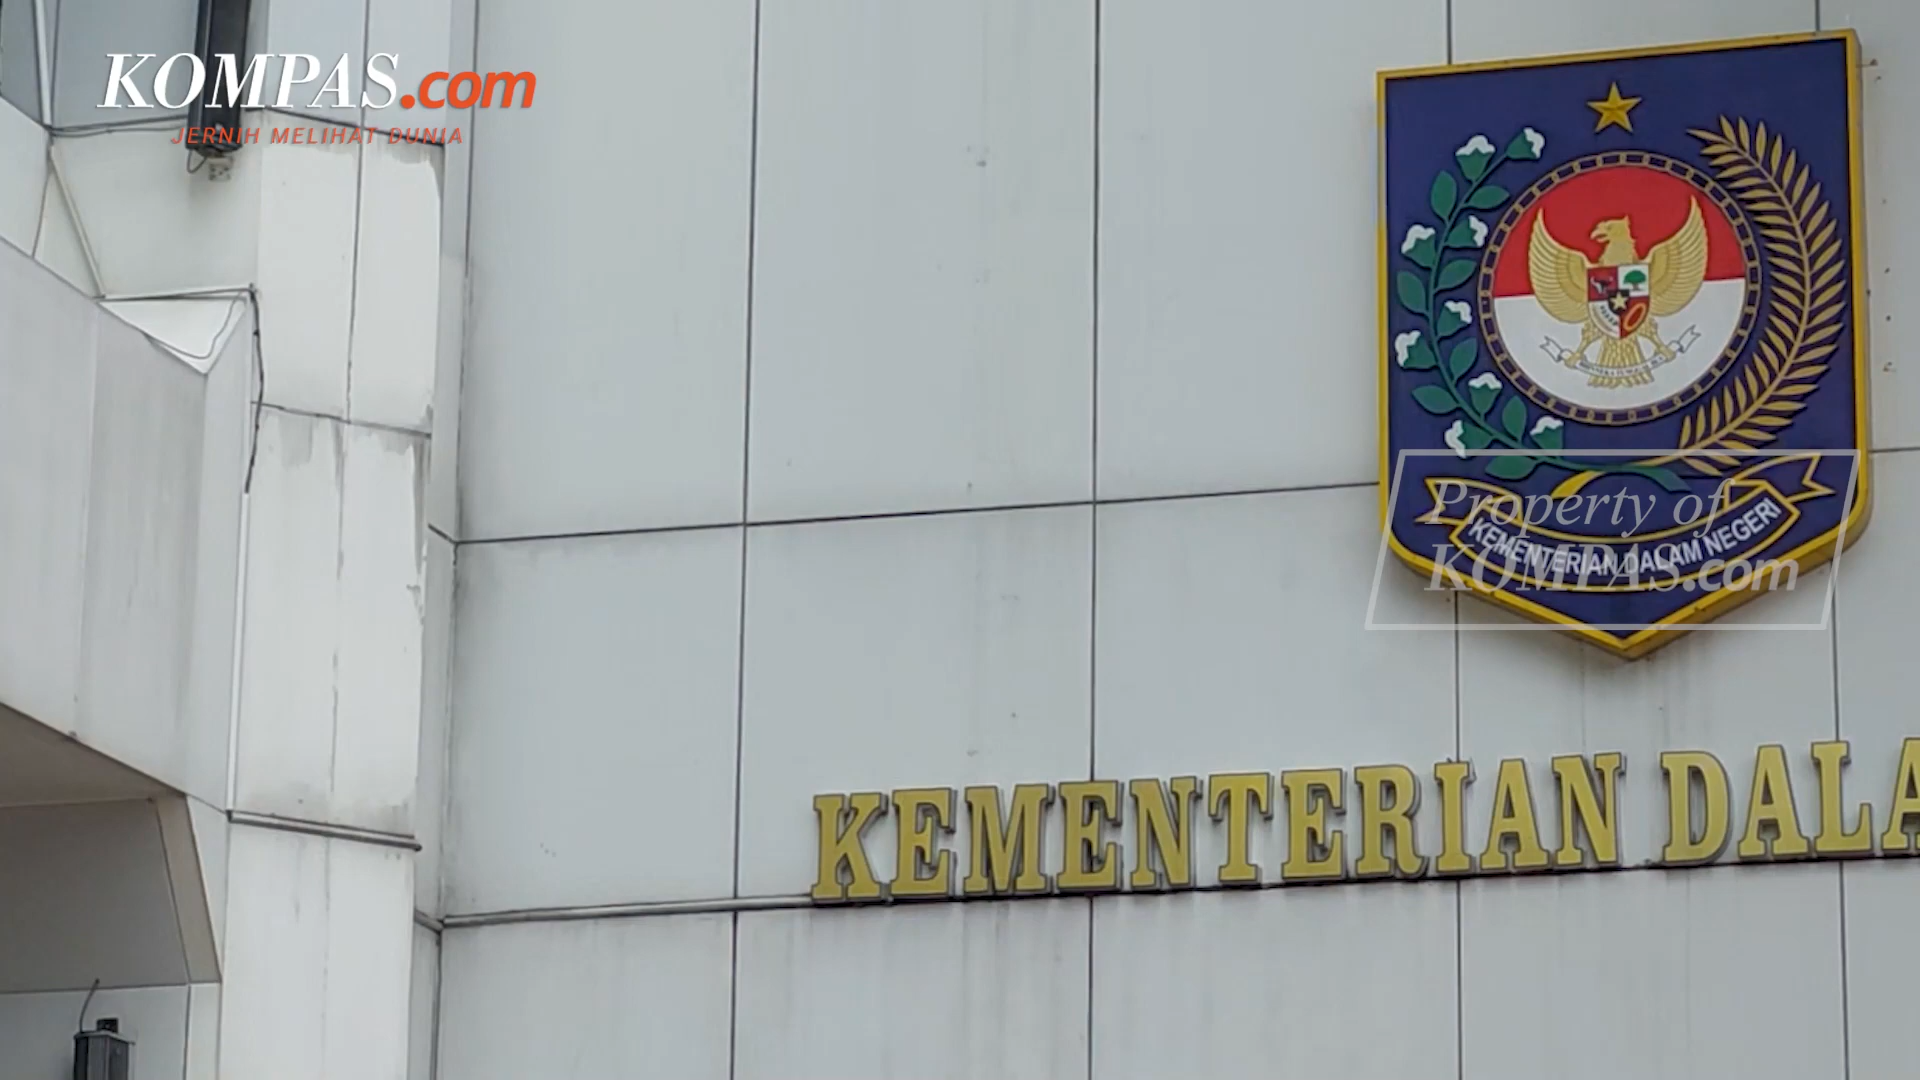 KOMPAS.com
JERNIH MELIHAT DUNIA
Property of
KOMPAS.com
KEMENTERIAN DALAM NEGERI
KEMENTERIAN DALA